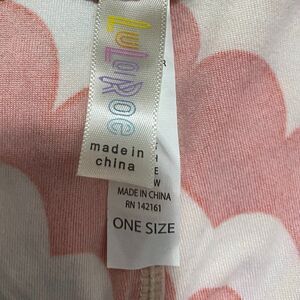 LuLaRoe
made in
china
R
H
E
W
MADE IN CHINA
RN 142161
ONE SIZE